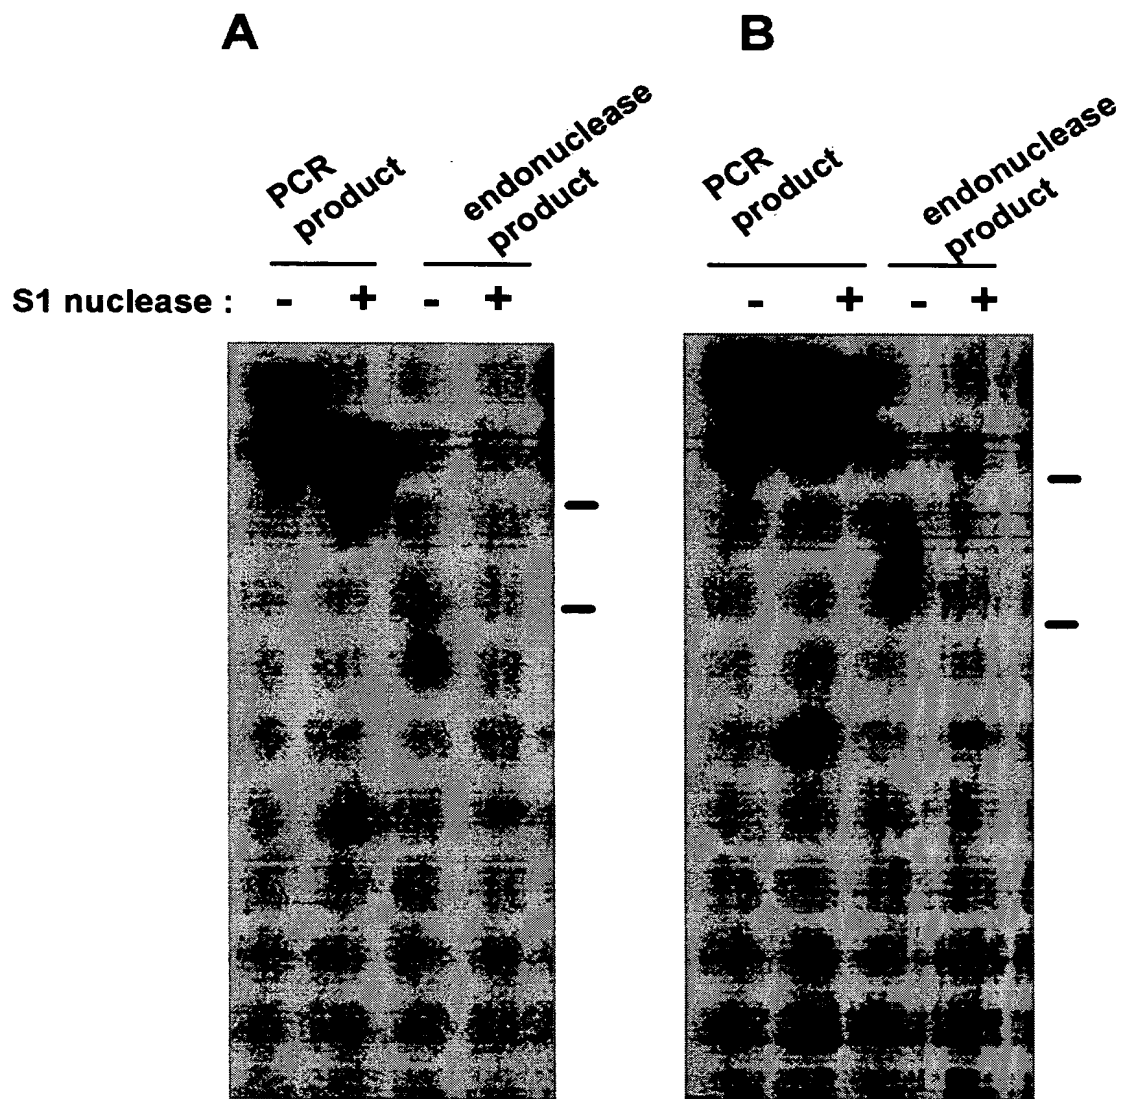 A
B
PCR
product
endonuclease
product
PCR
product
endonuclease
product
S1 nuclease : - + - +
- + - +